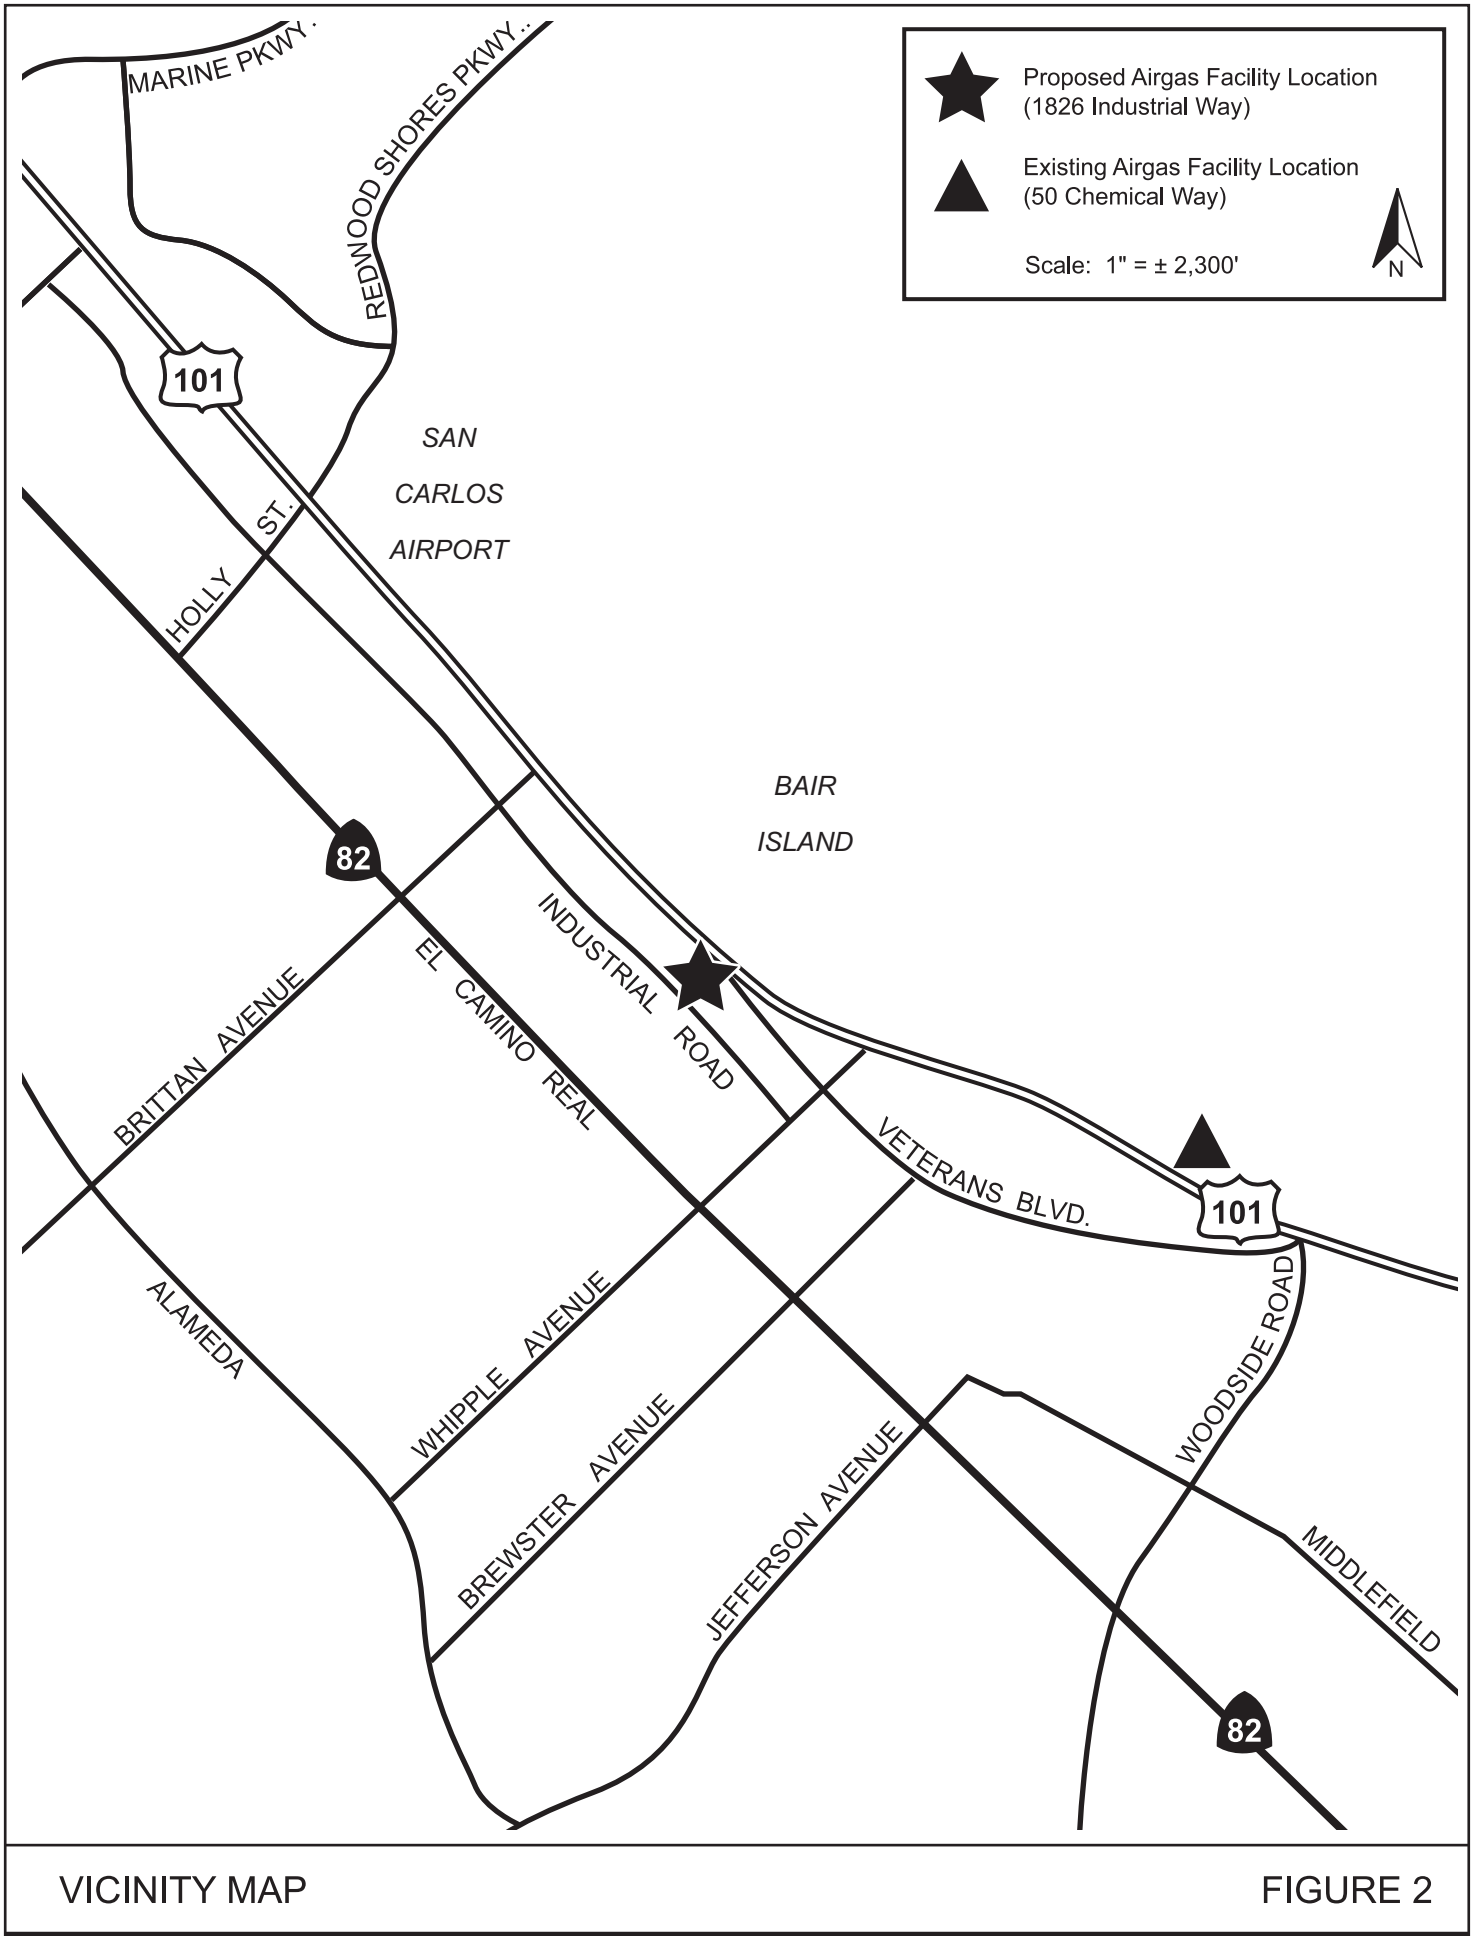 MARINE PKWY.
REDWOOD SHORES PKWY..
Proposed Airgas Facility Location
(1826 Industrial Way)
Existing Airgas Facility Location
(50 Chemical Way)
Scale: 1" = ± 2,300'
N
101
SAN
CARLOS
AIRPORT
HOLLY ST.
BAIR
ISLAND
82
INDUSTRIAL ROAD
EL CAMINO REAL
BRITTAN AVENUE
VETERANS BLVD.
101
ALAMEDA
WHIPPLE AVENUE
WOODSIDE ROAD
BREWSTER AVENUE
JEFFERSON AVENUE
MIDDLEFIELD
82
VICINITY MAP
FIGURE 2